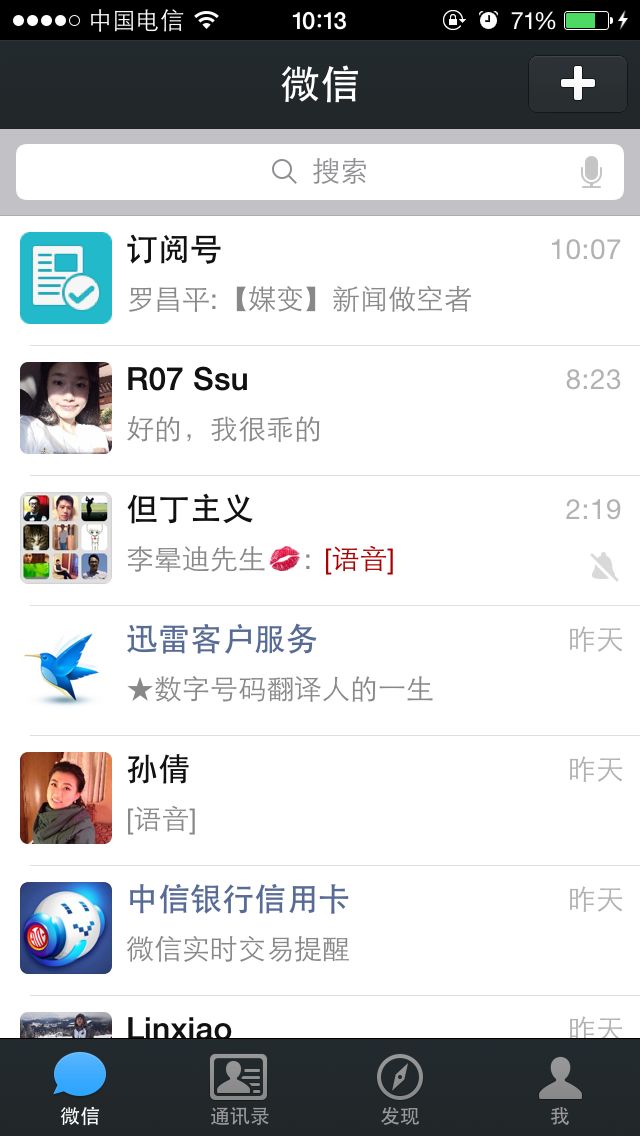 中国电信 10:13 71%
微信
搜索
订阅号 10:07
罗昌平:【媒变】新闻做空者
R07 Ssu 8:23
好的，我很乖的
但丁主义 2:19
李晕迪先生💋: [语音]
迅雷客户服务 昨天
★数字号码翻译人的一生
孙倩 昨天
[语音]
中信银行信用卡 昨天
微信实时交易提醒
Linxiao 昨天
微信 通讯录 发现 我